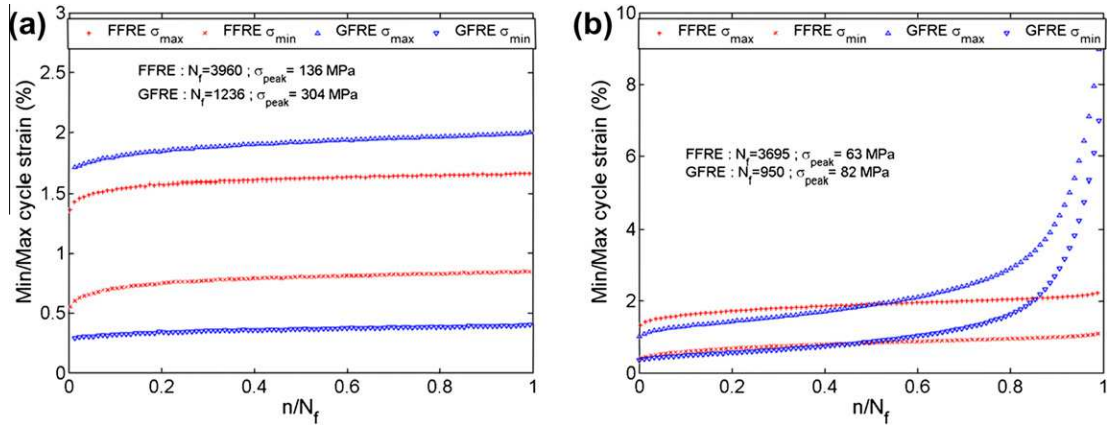 (a)
FFRE σmax FFRE σmin GFRE σmax GFRE σmin
FFRE : Nf=3960 ; σpeak= 136 MPa
GFRE : Nf=1236 ; σpeak= 304 MPa
Min/Max cycle strain (%)
3
2.5
2
1.5
1
0.5
0
0 0.2 0.4 0.6 0.8 1
n/Nf
(b)
FFRE σmax FFRE σmin GFRE σmax GFRE σmin
FFRE : Nf=3695 ; σpeak= 63 MPa
GFRE : Nf=950 ; σpeak= 82 MPa
Min/Max cycle strain (%)
10
8
6
4
2
0
0 0.2 0.4 0.6 0.8 1
n/Nf